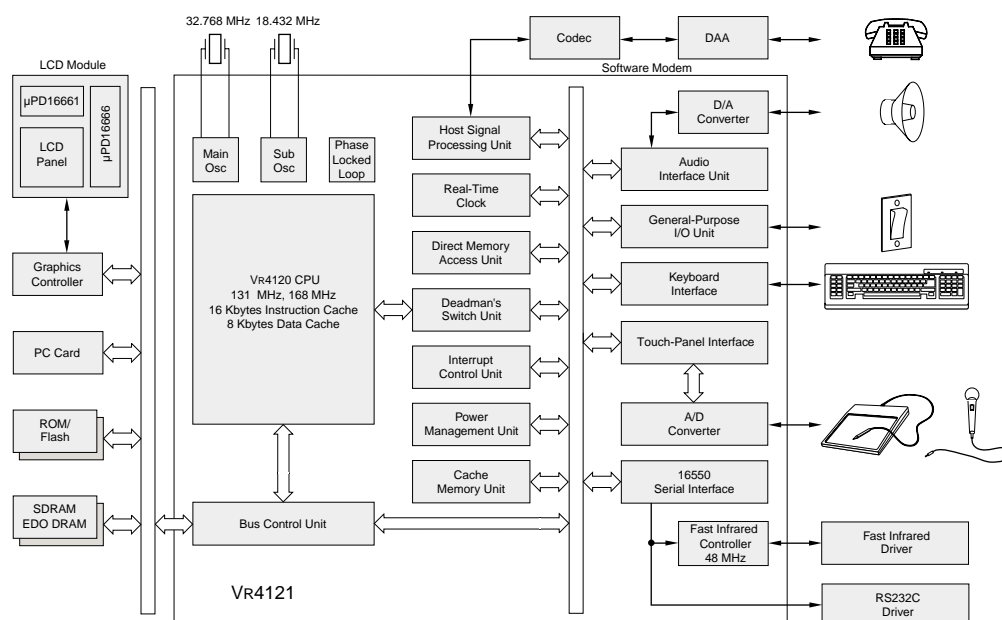 32.768 MHz 18.432 MHz
LCD Module
µPD16661
LCD
Panel
µPD16666
Graphics
Controller
PC Card
ROM/
Flash
SDRAM
EDO DRAM
Main
Osc
Sub
Osc
Phase
Locked
Loop
VR4120 CPU
131 MHz, 168 MHz
16 Kbytes Instruction Cache
8 Kbytes Data Cache
Bus Control Unit
VR4121
Host Signal
Processing Unit
Real-Time
Clock
Direct Memory
Access Unit
Deadman's
Switch Unit
Interrupt
Control Unit
Power
Management Unit
Cache
Memory Unit
Codec
DAA
Software Modem
D/A
Converter
Audio
Interface Unit
General-Purpose
I/O Unit
Keyboard
Interface
Touch-Panel Interface
A/D
Converter
16550
Serial Interface
Fast Infrared
Controller
48 MHz
Fast Infrared
Driver
RS232C
Driver